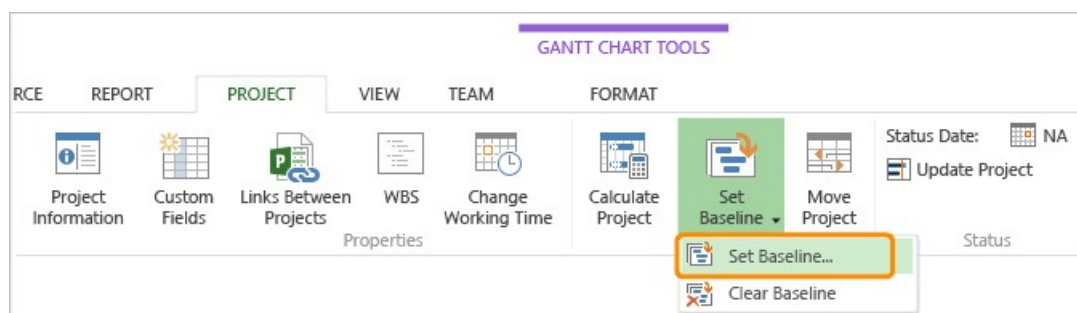 GANTT CHART TOOLS
RCE REPORT PROJECT VIEW TEAM FORMAT
Project Information
Custom Fields
Links Between Projects
WBS
Change Working Time
Properties
Calculate Project
Set Baseline
Move Project
Status Date: NA
Update Project
Status
Set Baseline...
Clear Baseline